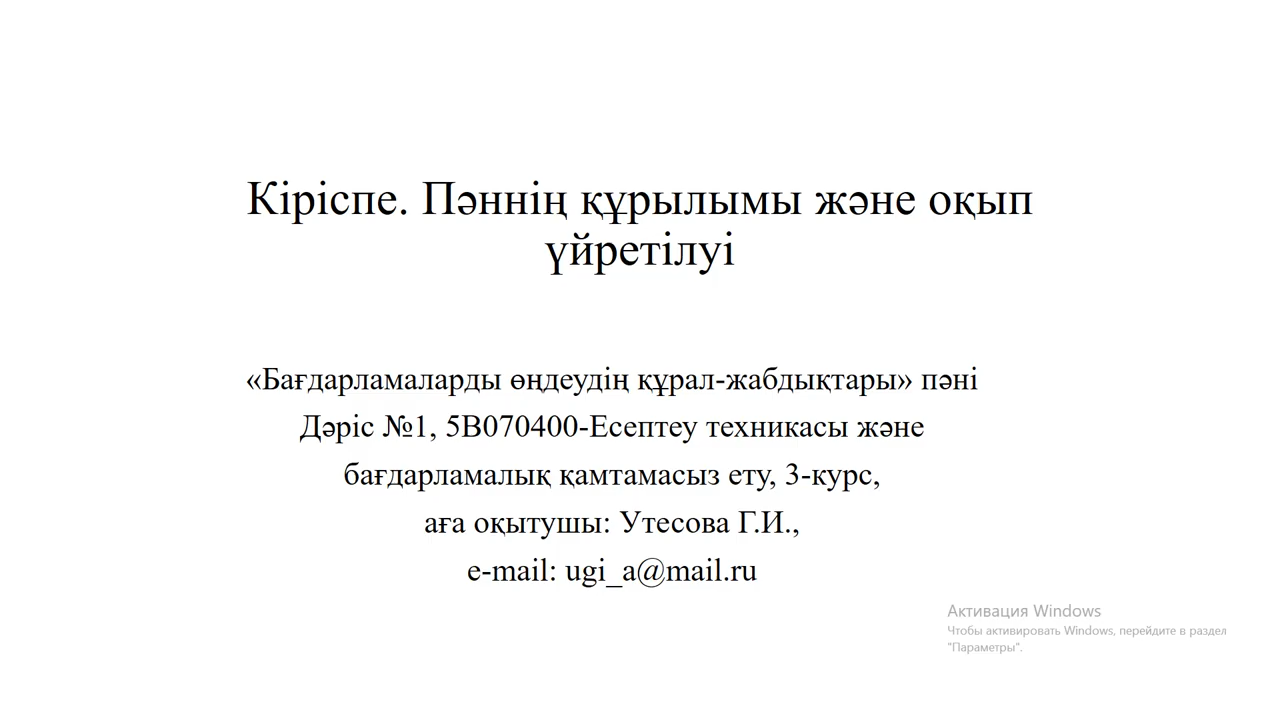 Кіріспе. Пәннің құрылымы және оқып
үйретілуі
«Бағдарламаларды өңдеудің құрал-жабдықтары» пәні
Дәріс №1, 5В070400-Есептеу техникасы және
бағдарламалық қамтамасыз ету, 3-курс,
аға оқытушы: Утесова Г.И.,
e-mail: ugi_a@mail.ru
Активация Windows
Чтобы активировать Windows, перейдите в раздел
"Параметры".